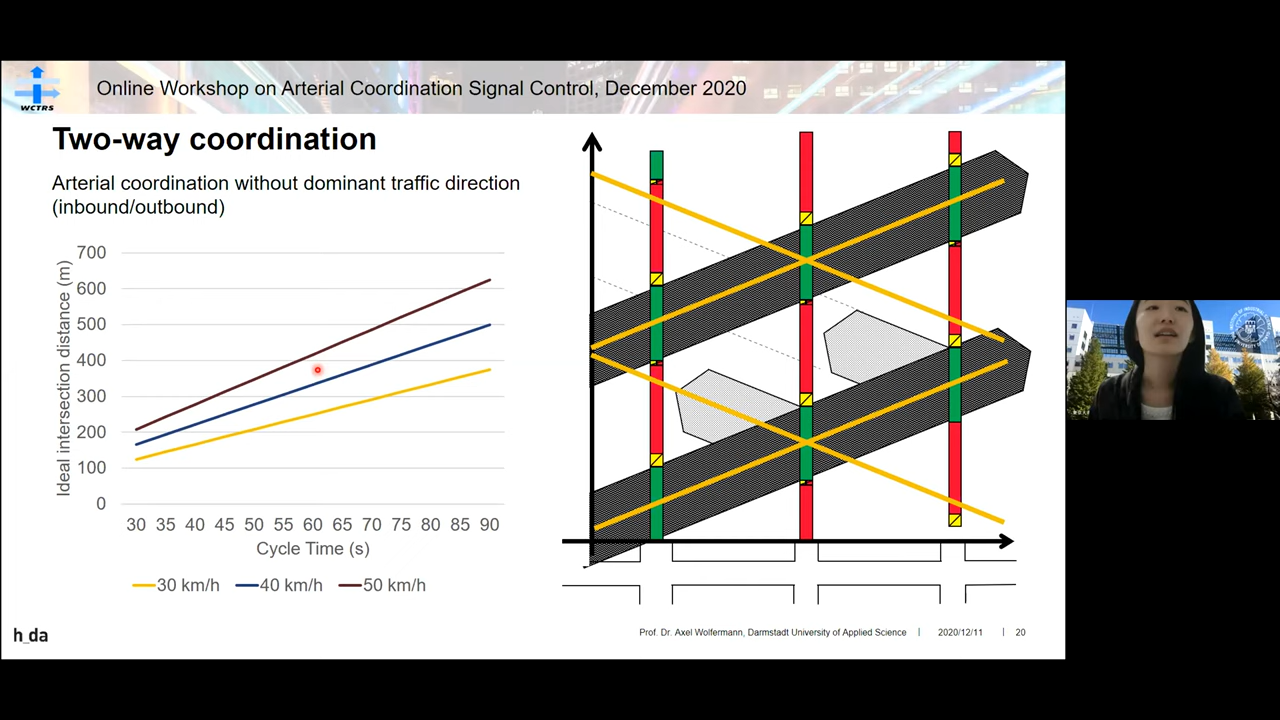 WCTRS
Online Workshop on Arterial Coordination Signal Control, December 2020
Two-way coordination
Arterial coordination without dominant traffic direction
(inbound/outbound)
Ideal intersection distance (m)
700
600
500
400
300
200
100
0
30 35 40 45 50 55 60 65 70 75 80 85 90
Cycle Time (s)
30 km/h 40 km/h 50 km/h
h_da
Prof. Dr. Axel Wolfermann, Darmstadt University of Applied Science | 2020/12/11 | 20